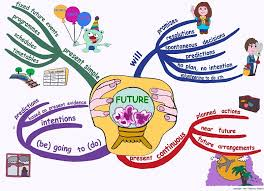 FUTURE
present simple
fixed future events
programmes
schedules
timetables
will
promises
resolutions
spontaneous decisions
predictions
no plan, no intention
present continuous
planned actions
near future
future arrangements
(be) going to (do)
intentions
predictions
based on present evidence